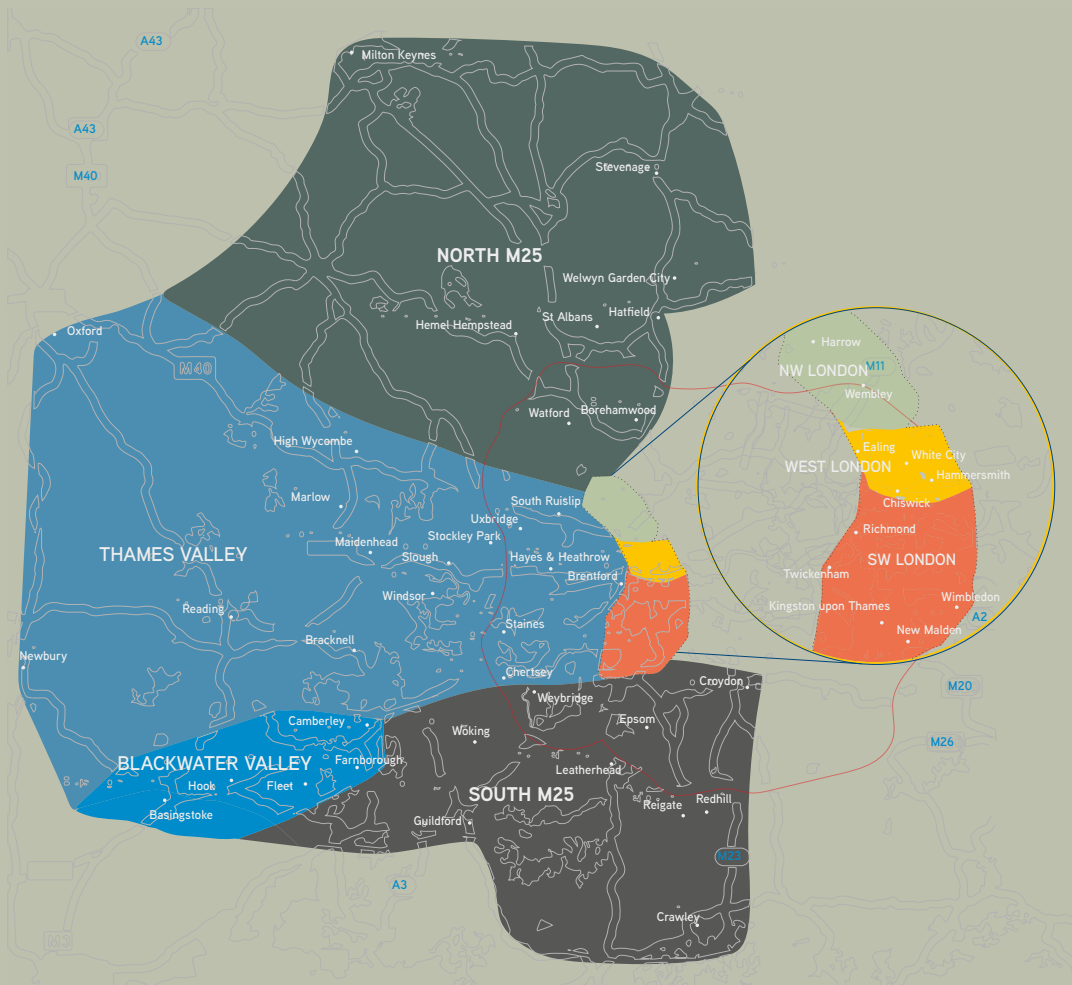 A43
Milton Keynes
A43
Stevenage
M40
NORTH M25
Welwyn Garden City
St Albans
Hatfield
Hemel Hempstead
Oxford
M40
Harrow
NW LONDON
M11
Wembley
Watford
Borehamwood
High Wycombe
Ealing
White City
WEST LONDON
Hammersmith
Chiswick
Marlow
South Ruislip
Uxbridge
Stockley Park
Richmond
Maidenhead
THAMES VALLEY
Slough
Hayes & Heathrow
SW LONDON
Brentford
Twickenham
Windsor
Wimbledon
Reading
Kingston upon Thames
A2
Staines
New Malden
Bracknell
Newbury
Chertsey
Croydon
M20
Weybridge
Camberley
Epsom
Woking
M26
BLACKWATER VALLEY
Farnborough
Leatherhead
Hook
Fleet
SOUTH M25
Redhill
Reigate
Basingstoke
Guildford
M23
A3
Crawley
M3